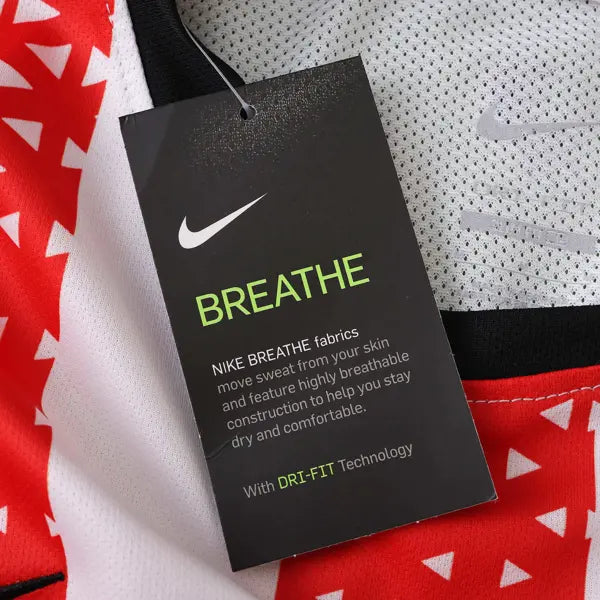 BREATHE
NIKE BREATHE fabrics
move sweat from your skin
and feature highly breathable
construction to help you stay
dry and comfortable.
With DRI-FIT Technology